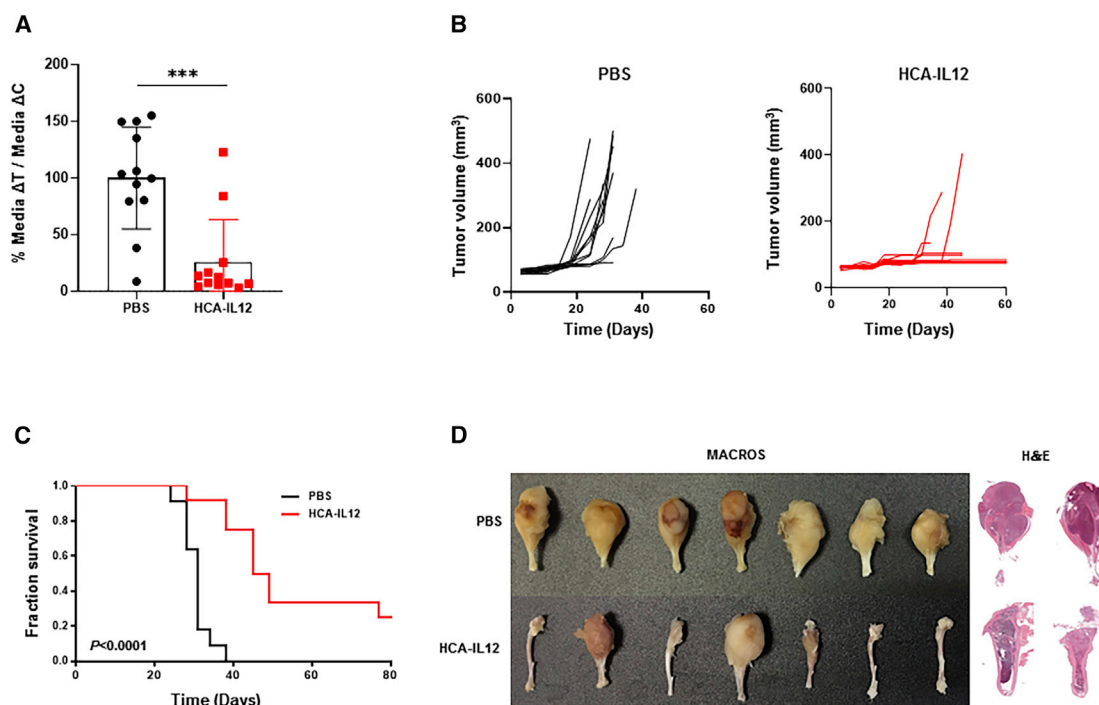 A
% Media ΔT / Media ΔC
200
150
100
50
0
***
PBS
HCA-IL12
B
PBS
Tumor volume (mm³)
600
400
200
0
0
20
40
60
Time (Days)
HCA-IL12
Tumor volume (mm³)
600
400
200
0
0
20
40
60
Time (Days)
C
Fraction survival
1.0
0.8
0.6
0.4
0.2
0.0
PBS
HCA-IL12
P<0.0001
0
20
40
60
80
Time (Days)
D
MACROS
H&E
PBS
HCA-IL12